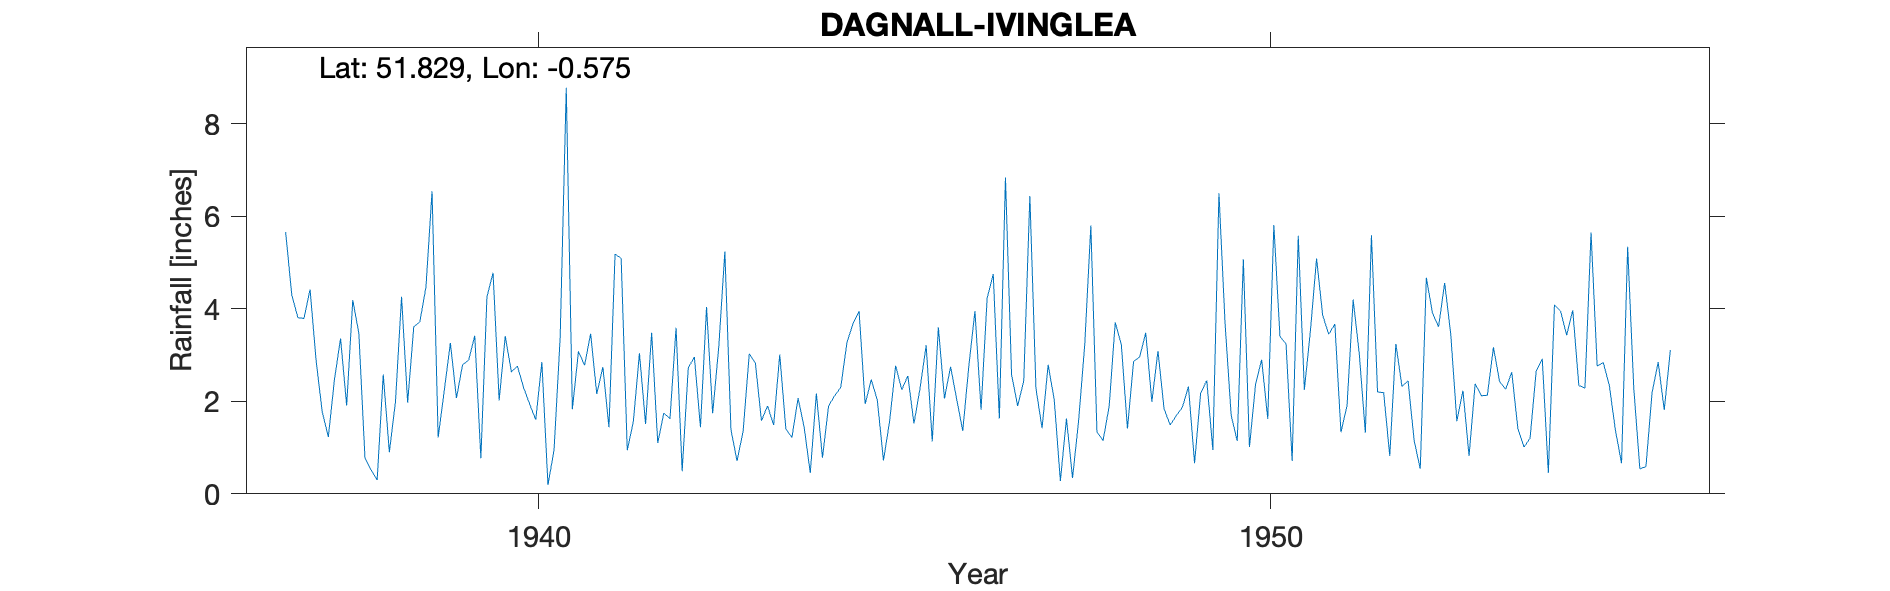 DAGNALL-IVINGLEA
Lat: 51.829, Lon: -0.575
8
6
4
2
0
Rainfall [inches]
1940
1950
Year